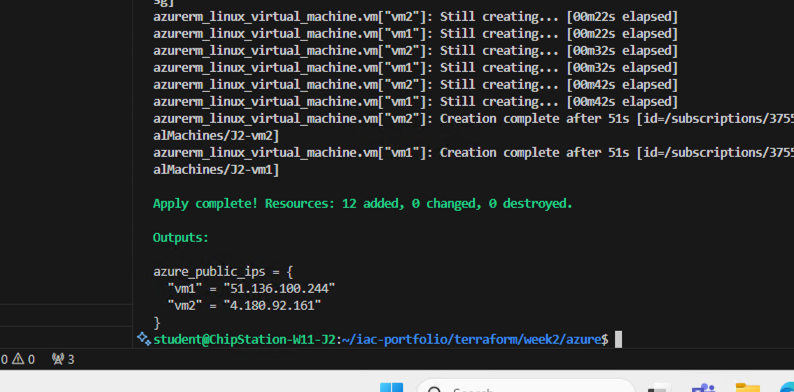 sg]
azurerm_linux_virtual_machine.vm["vm2"]: Still creating... [00m22s elapsed]
azurerm_linux_virtual_machine.vm["vm1"]: Still creating... [00m22s elapsed]
azurerm_linux_virtual_machine.vm["vm2"]: Still creating... [00m32s elapsed]
azurerm_linux_virtual_machine.vm["vm1"]: Still creating... [00m32s elapsed]
azurerm_linux_virtual_machine.vm["vm2"]: Still creating... [00m42s elapsed]
azurerm_linux_virtual_machine.vm["vm1"]: Still creating... [00m42s elapsed]
azurerm_linux_virtual_machine.vm["vm2"]: Creation complete after 51s [id=/subscriptions/3755
alMachines/J2-vm2]
azurerm_linux_virtual_machine.vm["vm1"]: Creation complete after 51s [id=/subscriptions/3755
alMachines/J2-vm1]
Apply complete! Resources: 12 added, 0 changed, 0 destroyed.
Outputs:
azure_public_ips = {
"vm1" = "51.136.100.244"
"vm2" = "4.180.92.161"
}
student@ChipStation-W11-J2:~/iac-portfolio/terraform/week2/azure$
0 0 3